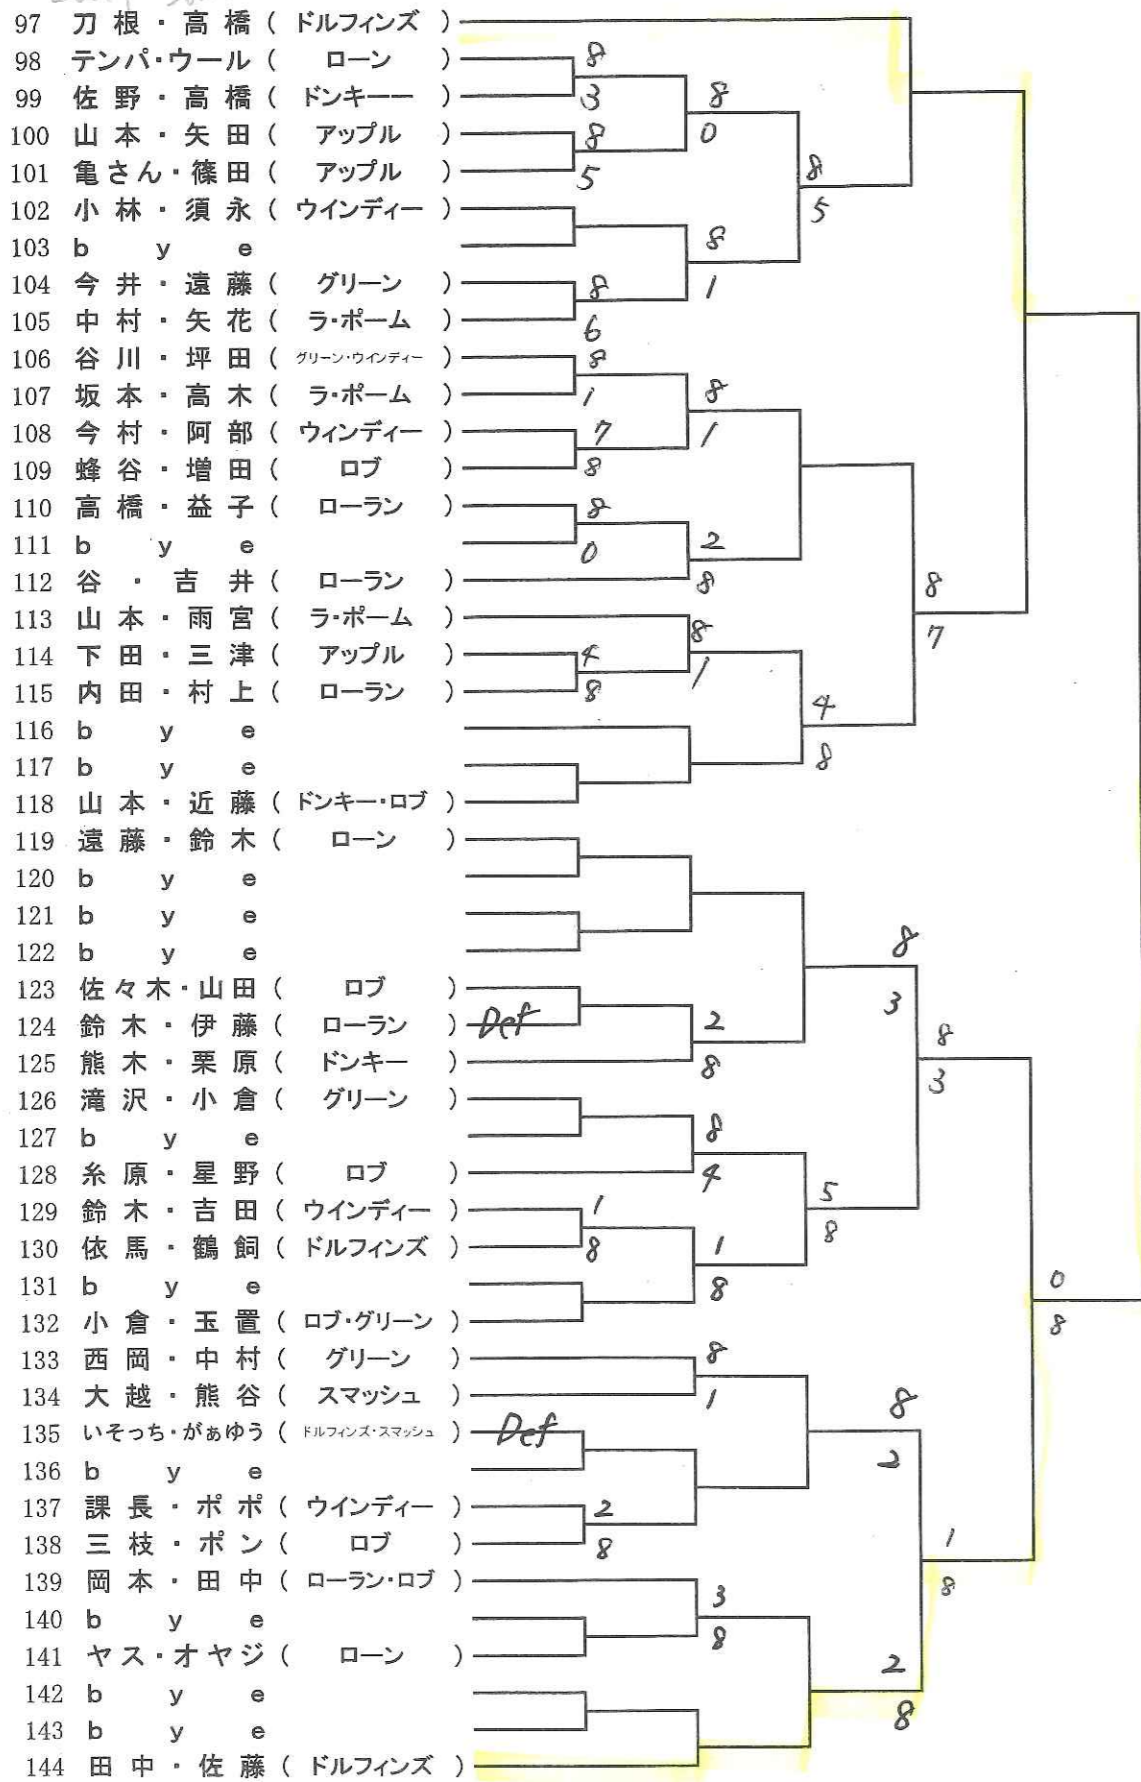 97 刀根・高橋 ( ドルフィンズ )
98 テンパ・ウール ( ローン ) 8
99 佐野・高橋 ( ドンキーー ) 3 8
100 山本・矢田 ( アップル ) 8 0
101 亀さん・篠田 ( アップル ) 5 8
102 小林・須永 ( ウインディー ) 5
103 bye 8
104 今井・遠藤 ( グリーン ) 8 1
105 中村・矢花 ( ラ・ポーム ) 6
106 谷川・坪田 ( グリーン・ウインディー ) 8
107 坂本・高木 ( ラ・ポーム ) 1 8
108 今村・阿部 ( ウィンディー ) 7 1
109 蜂谷・増田 ( ロブ ) 8
110 高橋・益子 ( ローラン ) 8
111 bye 0 2
112 谷・吉井 ( ローラン ) 8 8
113 山本・雨宮 ( ラ・ポーム ) 8 7
114 下田・三津 ( アップル ) 4 1
115 内田・村上 ( ローラン ) 8 4
116 bye
117 bye 8
118 山本・近藤 ( ドンキー・ロブ )
119 遠藤・鈴木 ( ローン )
120 bye
121 bye
122 bye 8
123 佐々木・山田 ( ロブ ) 3
124 鈴木・伊藤 ( ローラン ) Def 2 8
125 熊木・栗原 ( ドンキー ) 8 3
126 滝沢・小倉 ( グリーン )
127 bye 8
128 糸原・星野 ( ロブ ) 4 5
129 鈴木・吉田 ( ウインディー ) 1 8
130 依馬・鶴飼 ( ドルフィンズ ) 8 1
131 bye 8 0
132 小倉・玉置 ( ロブ・グリーン ) 8
133 西岡・中村 ( グリーン ) 8
134 大越・熊谷 ( スマッシュ ) 1 8
135 いそっち・がぁゆう ( ドルフィンズ・スマッシュ ) Def 2
136 bye
137 課長・ポポ ( ウインディー ) 2
138 三枝・ポン ( ロブ ) 8 1
139 岡本・田中 ( ローラン・ロブ ) 3 8
140 bye 8
141 ヤス・オヤジ ( ローン ) 2
142 bye 8
143 bye
144 田中・佐藤 ( ドルフィンズ )